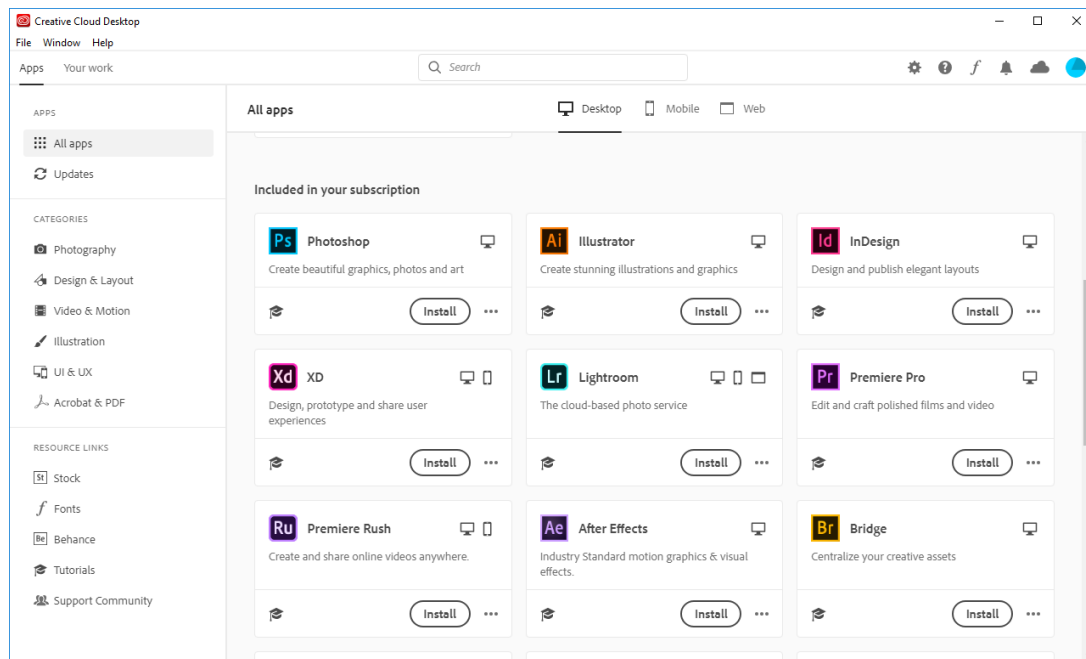 Creative Cloud Desktop
File Window Help
Apps Your work Search
APPS
All apps
Updates
CATEGORIES
Photography
Design & Layout
Video & Motion
Illustration
UI & UX
Acrobat & PDF
RESOURCE LINKS
St Stock
Fonts
Be Behance
Tutorials
Support Community
All apps Desktop Mobile Web
Included in your subscription
Ps Photoshop
Create beautiful graphics, photos and art
Install
Ai Illustrator
Create stunning illustrations and graphics
Install
Id InDesign
Design and publish elegant layouts
Install
Xd XD
Design, prototype and share user
experiences
Install
Lr Lightroom
The cloud-based photo service
Install
Pr Premiere Pro
Edit and craft polished films and video
Install
Ru Premiere Rush
Create and share online videos anywhere.
Install
Ae After Effects
Industry Standard motion graphics & visual
effects.
Install
Br Bridge
Centralize your creative assets
Install